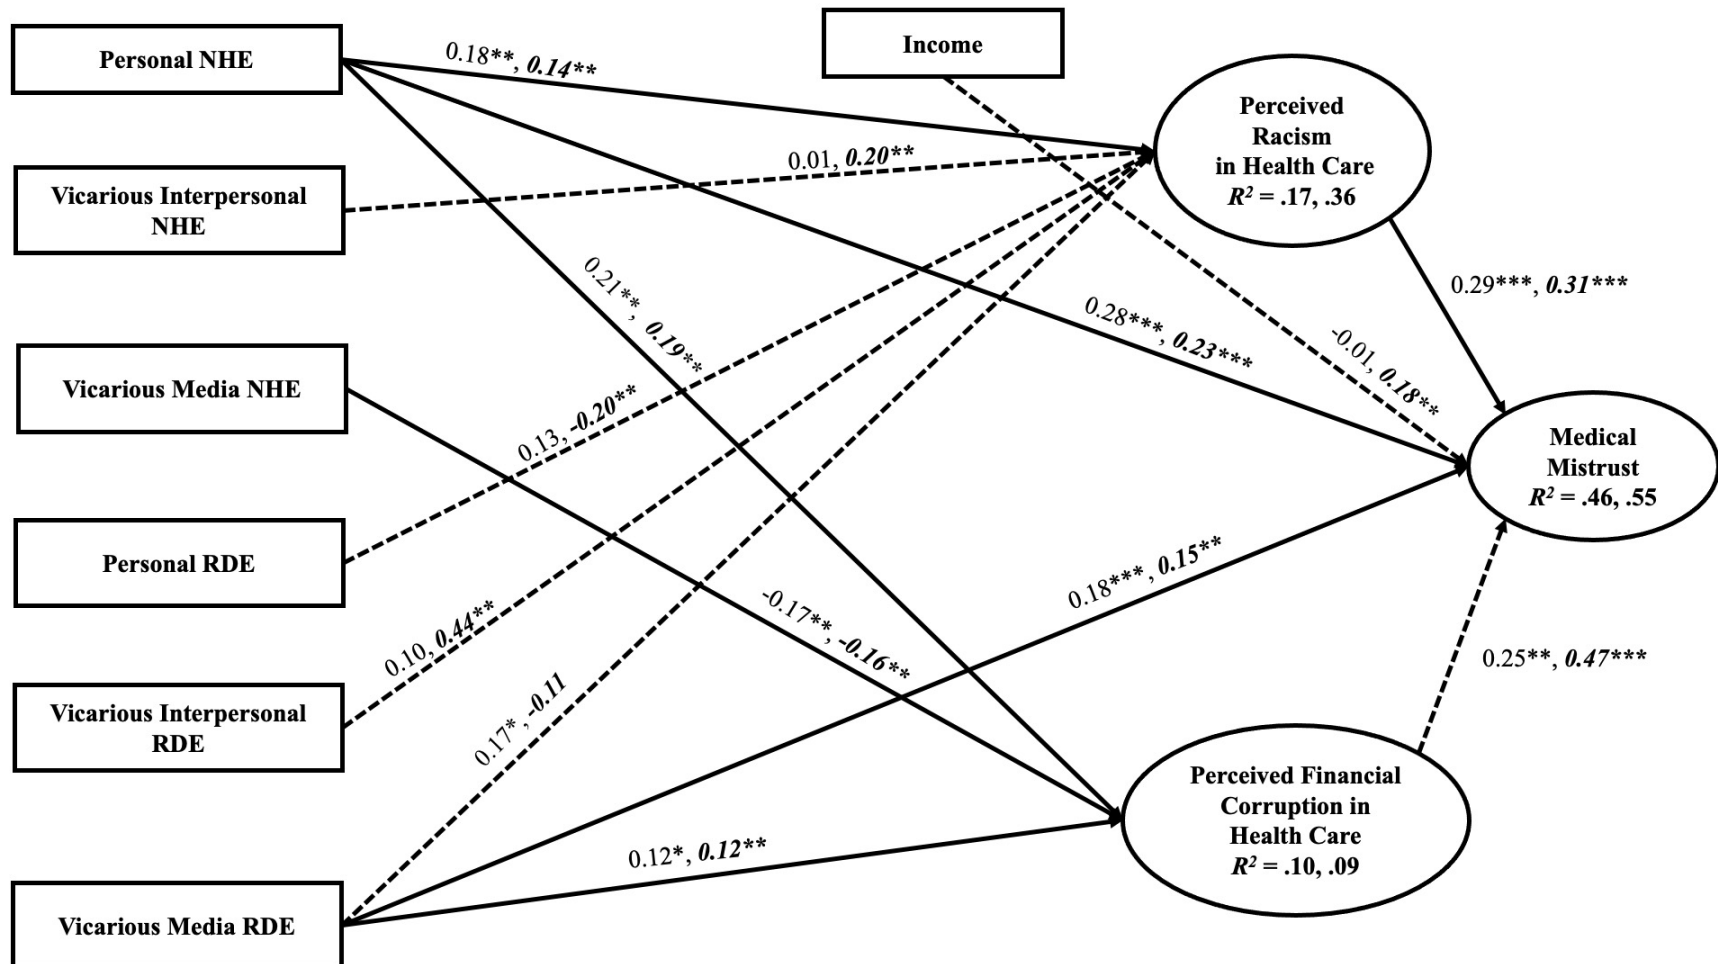 Personal NHE
Income
0.18**, 0.14**
Perceived
Racism
in Health Care
R² = .17, .36
0.01, 0.20**
Vicarious Interpersonal
NHE
0.21**, 0.19**
0.28***, 0.23***
-0.01, 0.18**
0.29***, 0.31***
Vicarious Media NHE
0.13, -0.20**
Medical
Mistrust
R² = .46, .55
Personal RDE
0.18***, 0.15**
0.10, 0.44**
-0.17**, -0.16**
0.25**, 0.47***
Vicarious Interpersonal
RDE
0.17*, -0.11
Perceived Financial
Corruption in
Health Care
R² = .10, .09
0.12*, 0.12**
Vicarious Media RDE